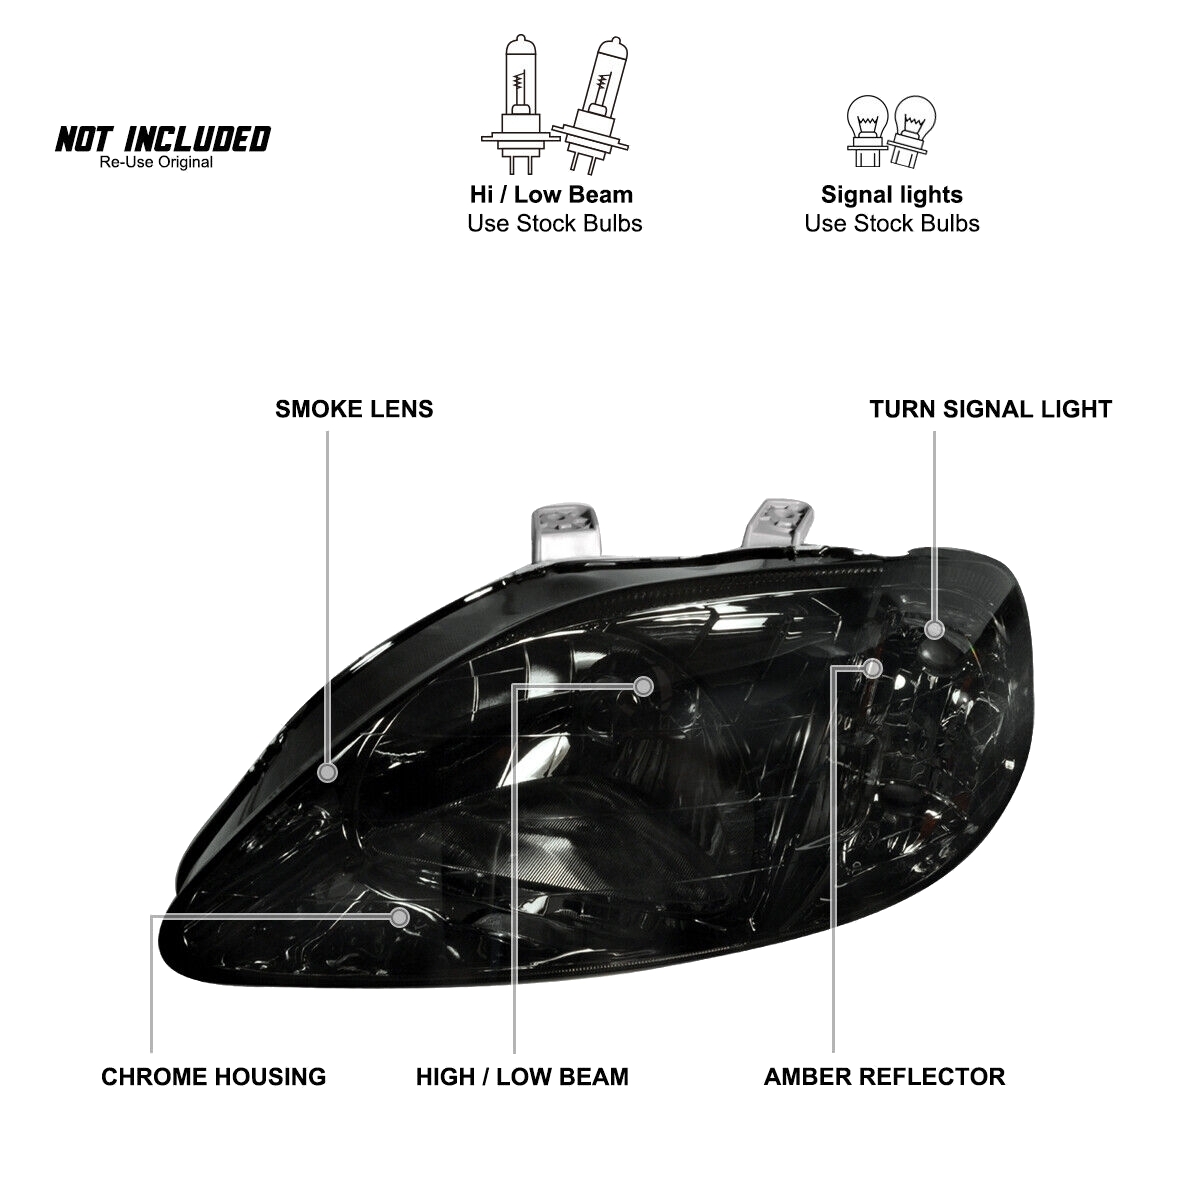 NOT INCLUDED
Re-Use Original
Hi / Low Beam
Use Stock Bulbs
Signal lights
Use Stock Bulbs
SMOKE LENS
TURN SIGNAL LIGHT
CHROME HOUSING
HIGH / LOW BEAM
AMBER REFLECTOR